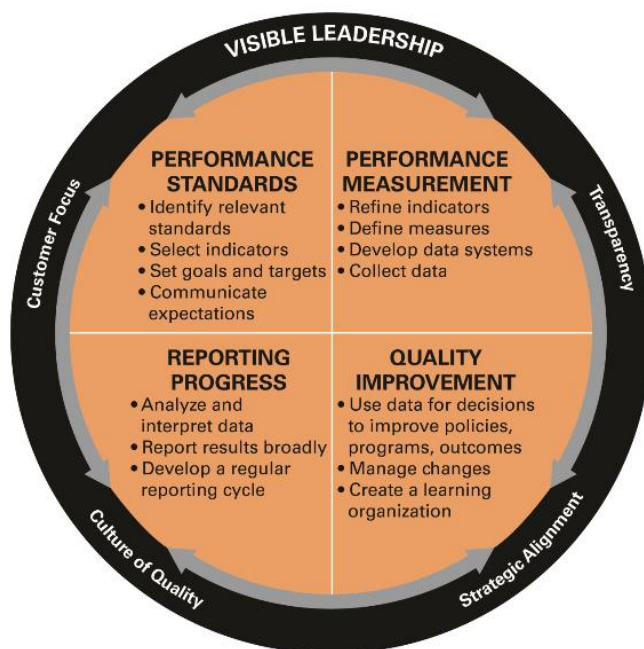 VISIBLE LEADERSHIP
PERFORMANCE
STANDARDS
• Identify relevant
standards
• Select indicators
• Set goals and targets
• Communicate
expectations
PERFORMANCE
MEASUREMENT
• Refine indicators
• Define measures
• Develop data systems
• Collect data
Customer Focus
Transparency
REPORTING
PROGRESS
• Analyze and
interpret data
• Report results broadly
• Develop a regular
reporting cycle
QUALITY
IMPROVEMENT
• Use data for decisions
to improve policies,
programs, outcomes
• Manage changes
• Create a learning
organization
Culture of Quality
Strategic Alignment